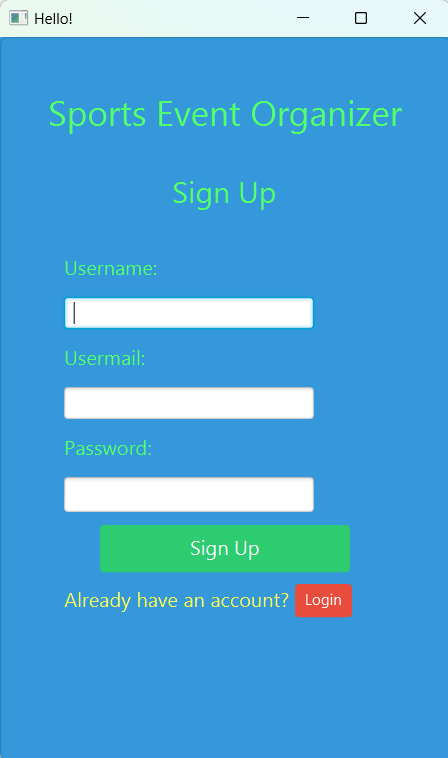 Hello!
Sports Event Organizer
Sign Up
Username:
Usermail:
Password:
Sign Up
Already have an account? Login